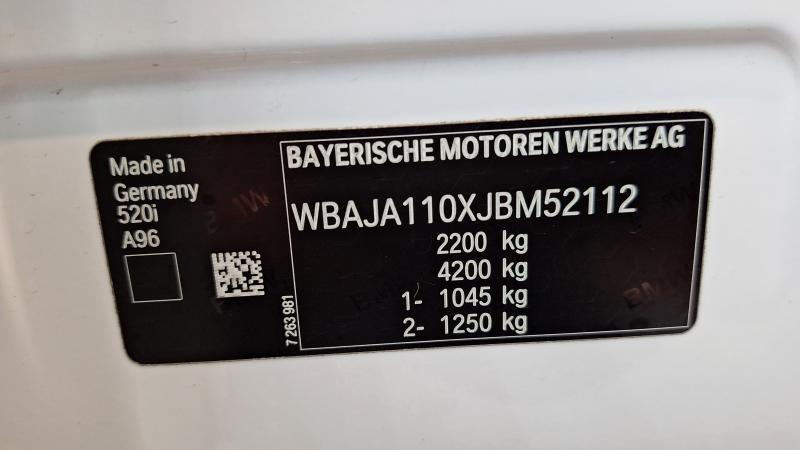 Made in
Germany
520i
A96
7 263 981
BAYERISCHE MOTOREN WERKE AG
WBAJA110XJBM52112
2200 kg
4200 kg
1- 1045 kg
2- 1250 kg